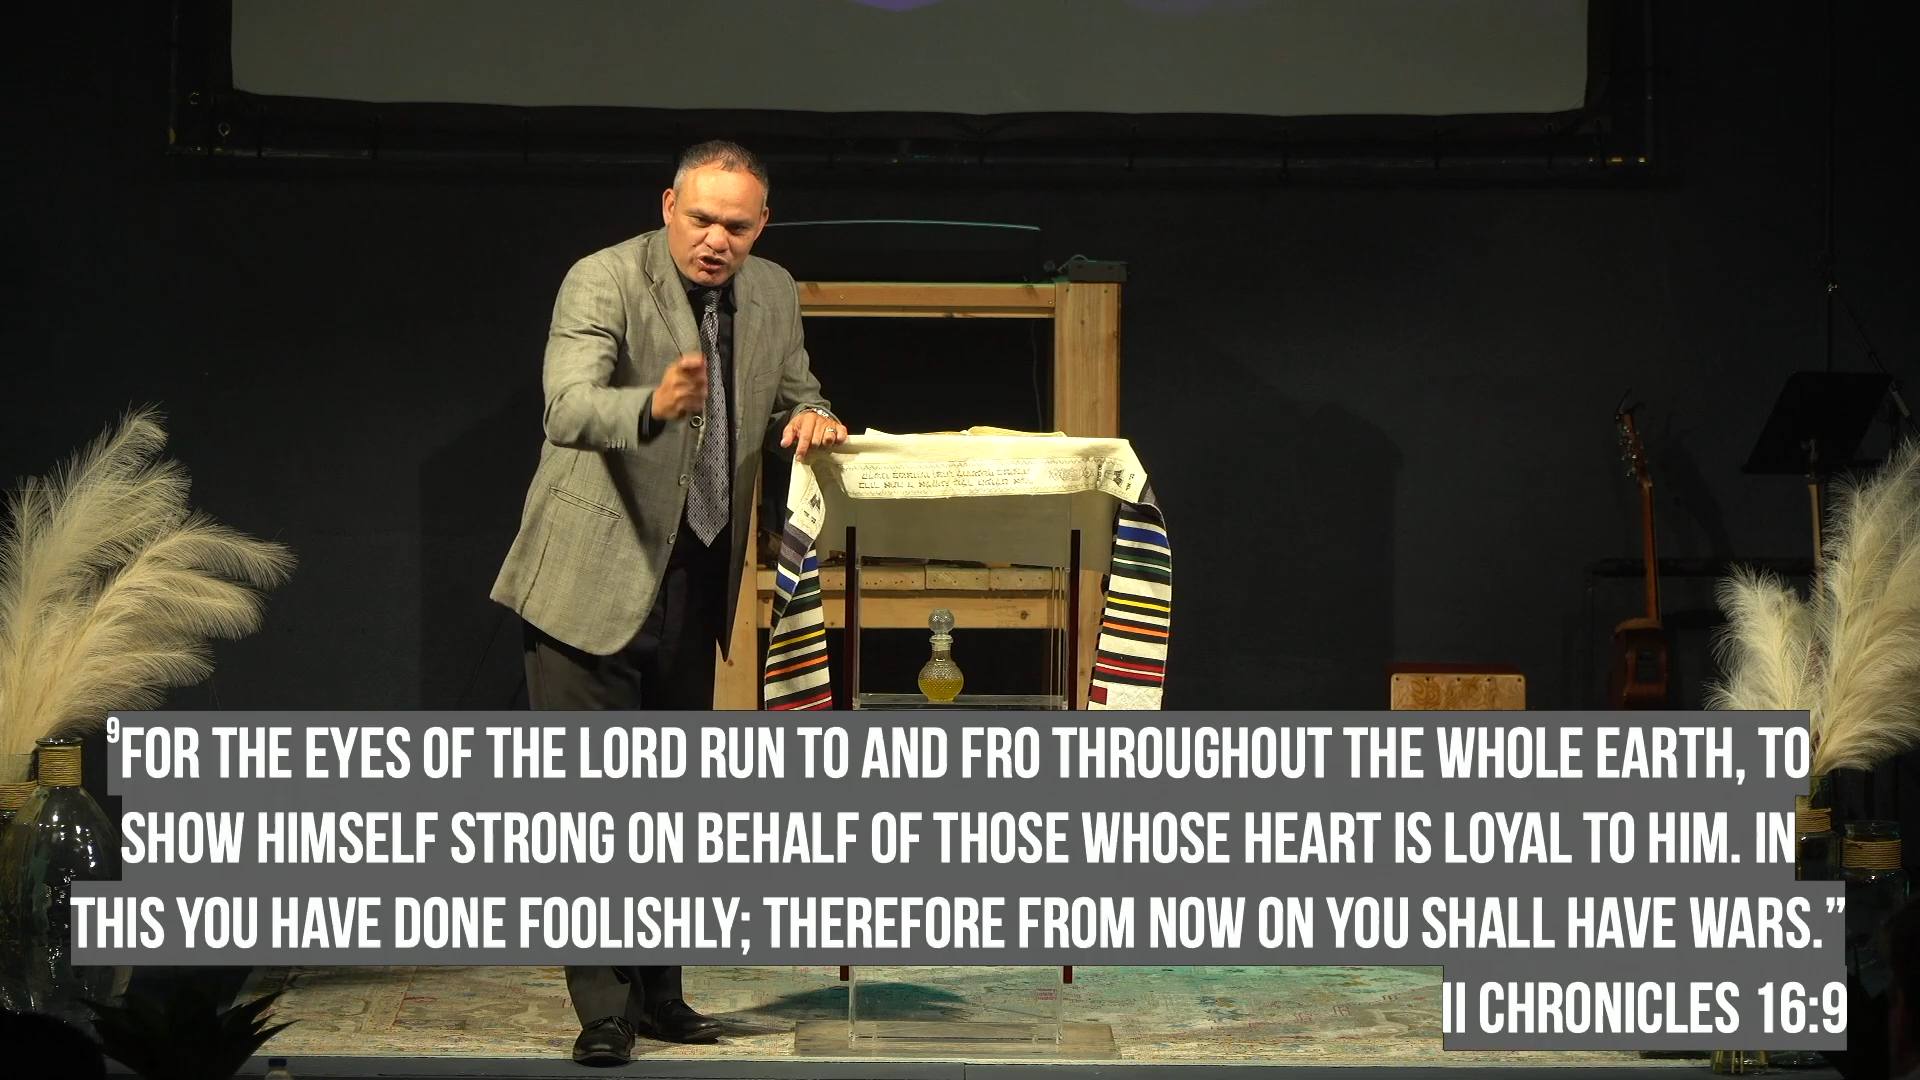 ⁹FOR THE EYES OF THE LORD RUN TO AND FRO THROUGHOUT THE WHOLE EARTH, TO
SHOW HIMSELF STRONG ON BEHALF OF THOSE WHOSE HEART IS LOYAL TO HIM. IN
THIS YOU HAVE DONE FOOLISHLY; THEREFORE FROM NOW ON YOU SHALL HAVE WARS.”
II CHRONICLES 16:9